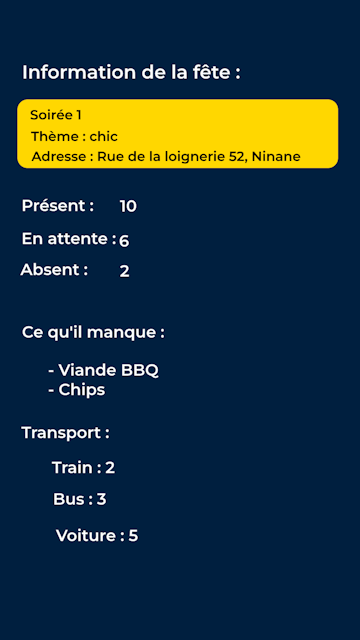 Information de la fête :
Soirée 1
Thème : chic
Adresse : Rue de la loignerie 52, Ninane
Présent : 10
En attente : 6
Absent : 2
Ce qu'il manque :
- Viande BBQ
- Chips
Transport :
Train : 2
Bus : 3
Voiture : 5